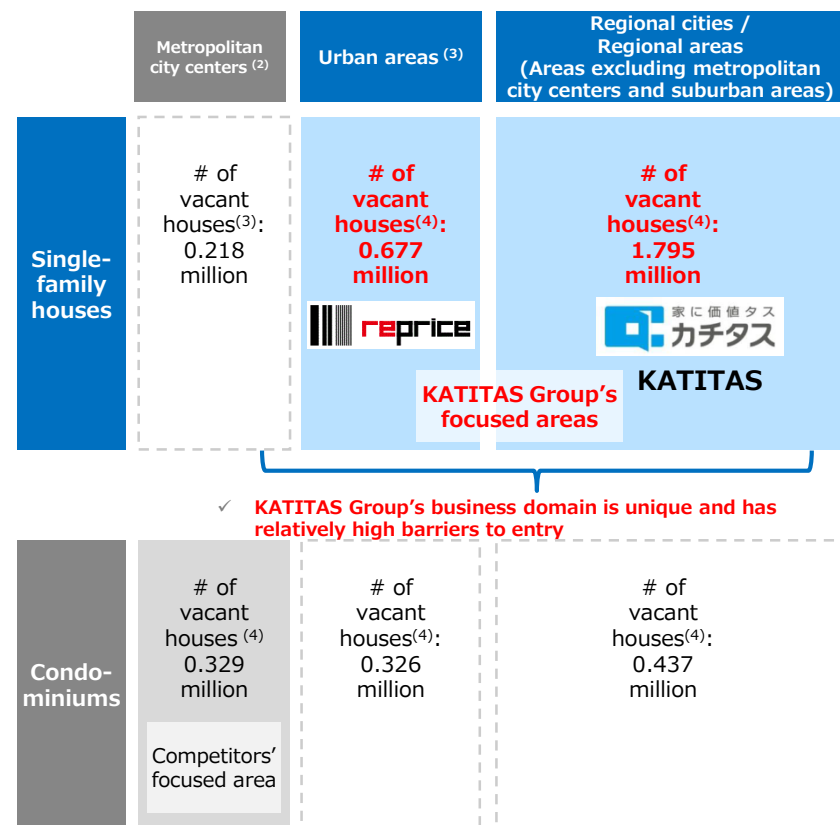 Metropolitan
city centers (2)
Urban areas (3)
Regional cities /
Regional areas
(Areas excluding metropolitan
city centers and suburban areas)
Single-
family
houses
# of
vacant
houses(3):
0.218
million
# of
vacant
houses(4):
0.677
million
reprice
# of
vacant
houses(4):
1.795
million
家に価値タス
カチタス
KATITAS
KATITAS Group's
focused areas
✓ KATITAS Group's business domain is unique and has
relatively high barriers to entry
Condo-
miniums
# of
vacant
houses (4)
0.329
million
Competitors'
focused area
# of
vacant
houses(4):
0.326
million
# of
vacant
houses(4):
0.437
million